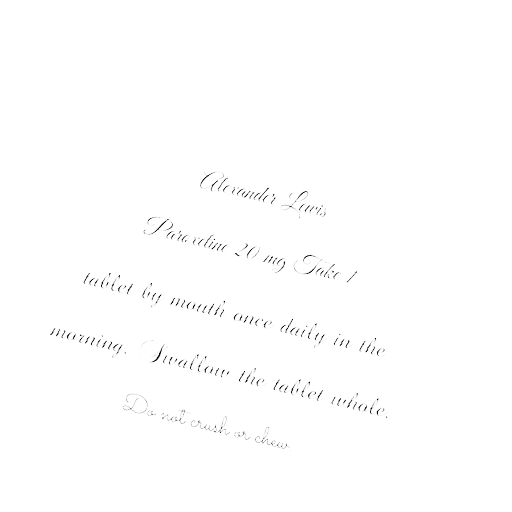 Alexander Lewis
Paroxetine 20 mg Take 1
tablet by mouth once daily in the
morning. Swallow the tablet whole.
Do not crush or chew